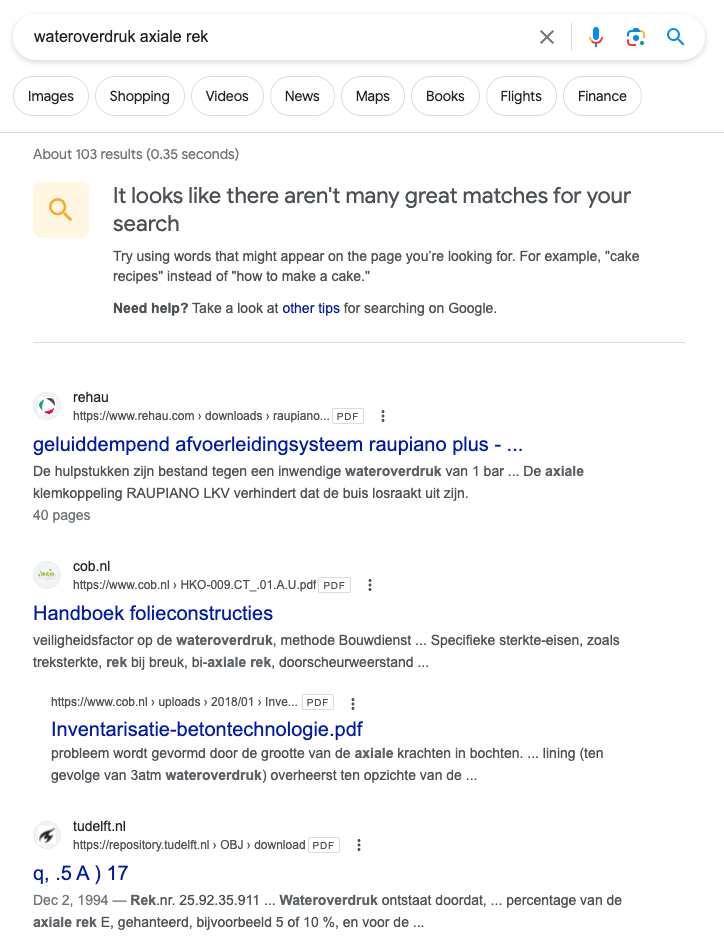 wateroverdruk axiale rek
Images Shopping Videos News Maps Books Flights Finance
About 103 results (0.35 seconds)
It looks like there aren't many great matches for your
search
Try using words that might appear on the page you're looking for. For example, "cake
recipes" instead of "how to make a cake."
Need help? Take a look at other tips for searching on Google.
rehau
https://www.rehau.com › downloads › raupiano... PDF
geluiddempend afvoerleidingsysteem raupiano plus - ...
De hulpstukken zijn bestand tegen een inwendige wateroverdruk van 1 bar ... De axiale
klemkoppeling RAUPIANO LKV verhindert dat de buis losraakt uit zijn.
40 pages
cob.nl
https://www.cob.nl › HKO-009.CT_.01.A.U.pdf PDF
Handboek folieconstructies
veiligheidsfactor op de wateroverdruk, methode Bouwdienst ... Specifieke sterkte-eisen, zoals
treksterkte, rek bij breuk, bi-axiale rek, doorscheurweerstand ...
https://www.cob.nl › uploads › 2018/01 › Inve... PDF
Inventarisatie-betontechnologie.pdf
probleem wordt gevormd door de grootte van de axiale krachten in bochten. ... lining (ten
gevolge van 3atm wateroverdruk) overheerst ten opzichte van de ...
tudelft.nl
https://repository.tudelft.nl › OBJ › download PDF
q, .5 A ) 17
Dec 2, 1994 — Rek.nr. 25.92.35.911 ... Wateroverdruk ontstaat doordat, ... percentage van de
axiale rek E, gehanteerd, bijvoorbeeld 5 of 10 %, en voor de ...